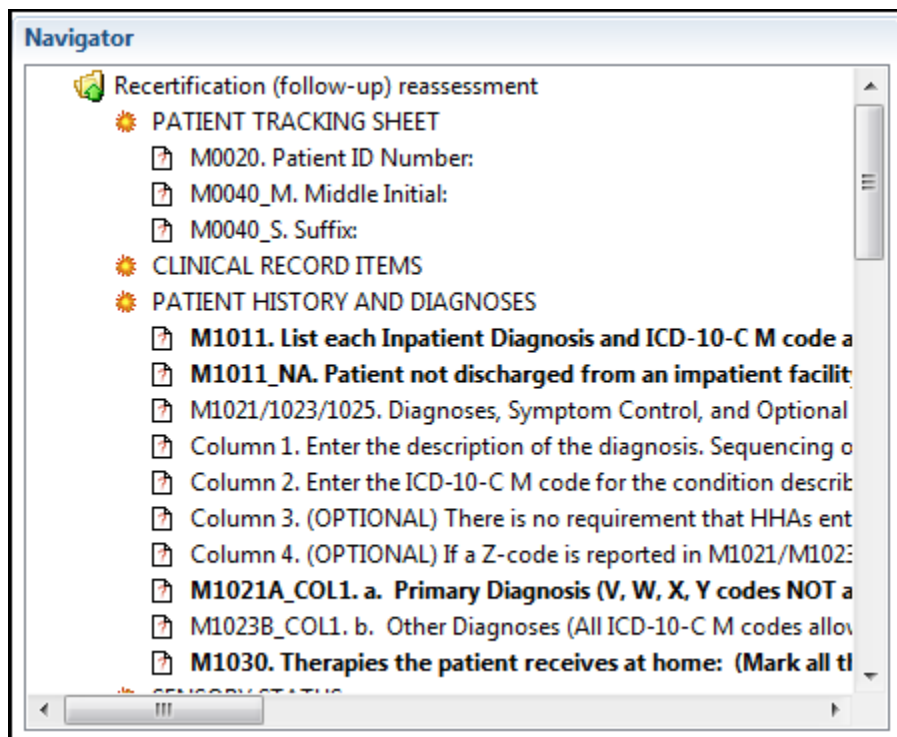 Navigator
Recertification (follow-up) reassessment
PATIENT TRACKING SHEET
M0020. Patient ID Number:
M0040_M. Middle Initial:
M0040_S. Suffix:
CLINICAL RECORD ITEMS
PATIENT HISTORY AND DIAGNOSES
M1011. List each Inpatient Diagnosis and ICD-10-C M code a
M1011_NA. Patient not discharged from an impatient facilit
M1021/1023/1025. Diagnoses, Symptom Control, and Optional
Column 1. Enter the description of the diagnosis. Sequencing o
Column 2. Enter the ICD-10-C M code for the condition describ
Column 3. (OPTIONAL) There is no requirement that HHAs ent
Column 4. (OPTIONAL) If a Z-code is reported in M1021/M1023
M1021A_COL1. a.  Primary Diagnosis (V, W, X, Y codes NOT a
M1023B_COL1. b.  Other Diagnoses (All ICD-10-C M codes allow
M1030. Therapies the patient receives at home:  (Mark all th
SENSORY STATUS